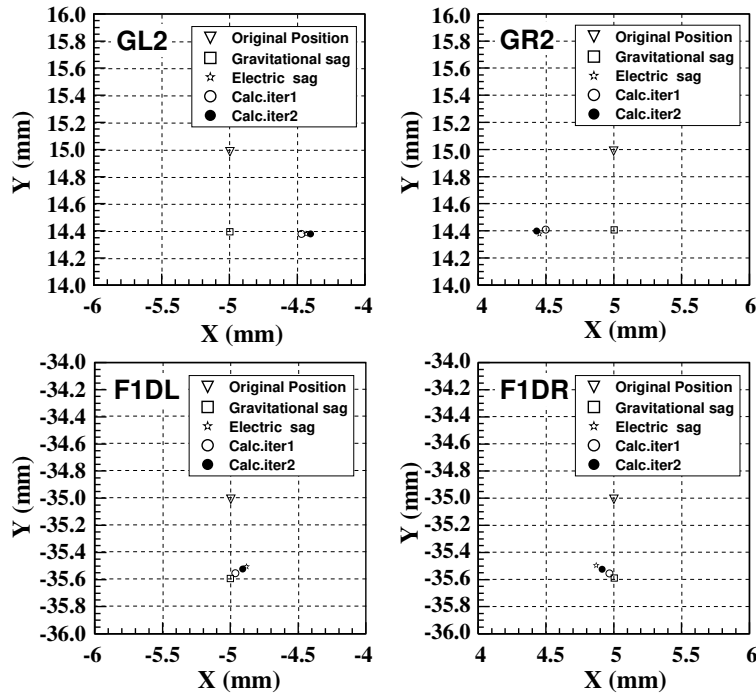 GL2
Y (mm)
16.0
15.8
15.6
15.4
15.2
15.0
14.8
14.6
14.4
14.2
14.0
Original Position
Gravitational sag
Electric sag
Calc.iter1
Calc.iter2
-6
-5.5
-5
-4.5
-4
X (mm)
GR2
Y (mm)
16.0
15.8
15.6
15.4
15.2
15.0
14.8
14.6
14.4
14.2
14.0
Original Position
Gravitational sag
Electric sag
Calc.iter1
Calc.iter2
4
4.5
5
5.5
6
X (mm)
F1DL
Y (mm)
-34.0
-34.2
-34.4
-34.6
-34.8
-35.0
-35.2
-35.4
-35.6
-35.8
-36.0
Original Position
Gravitational sag
Electric sag
Calc.iter1
Calc.iter2
-6
-5.5
-5
-4.5
-4
X (mm)
F1DR
Y (mm)
-34.0
-34.2
-34.4
-34.6
-34.8
-35.0
-35.2
-35.4
-35.6
-35.8
-36.0
Original Position
Gravitational sag
Electric sag
Calc.iter1
Calc.iter2
4
4.5
5
5.5
6
X (mm)